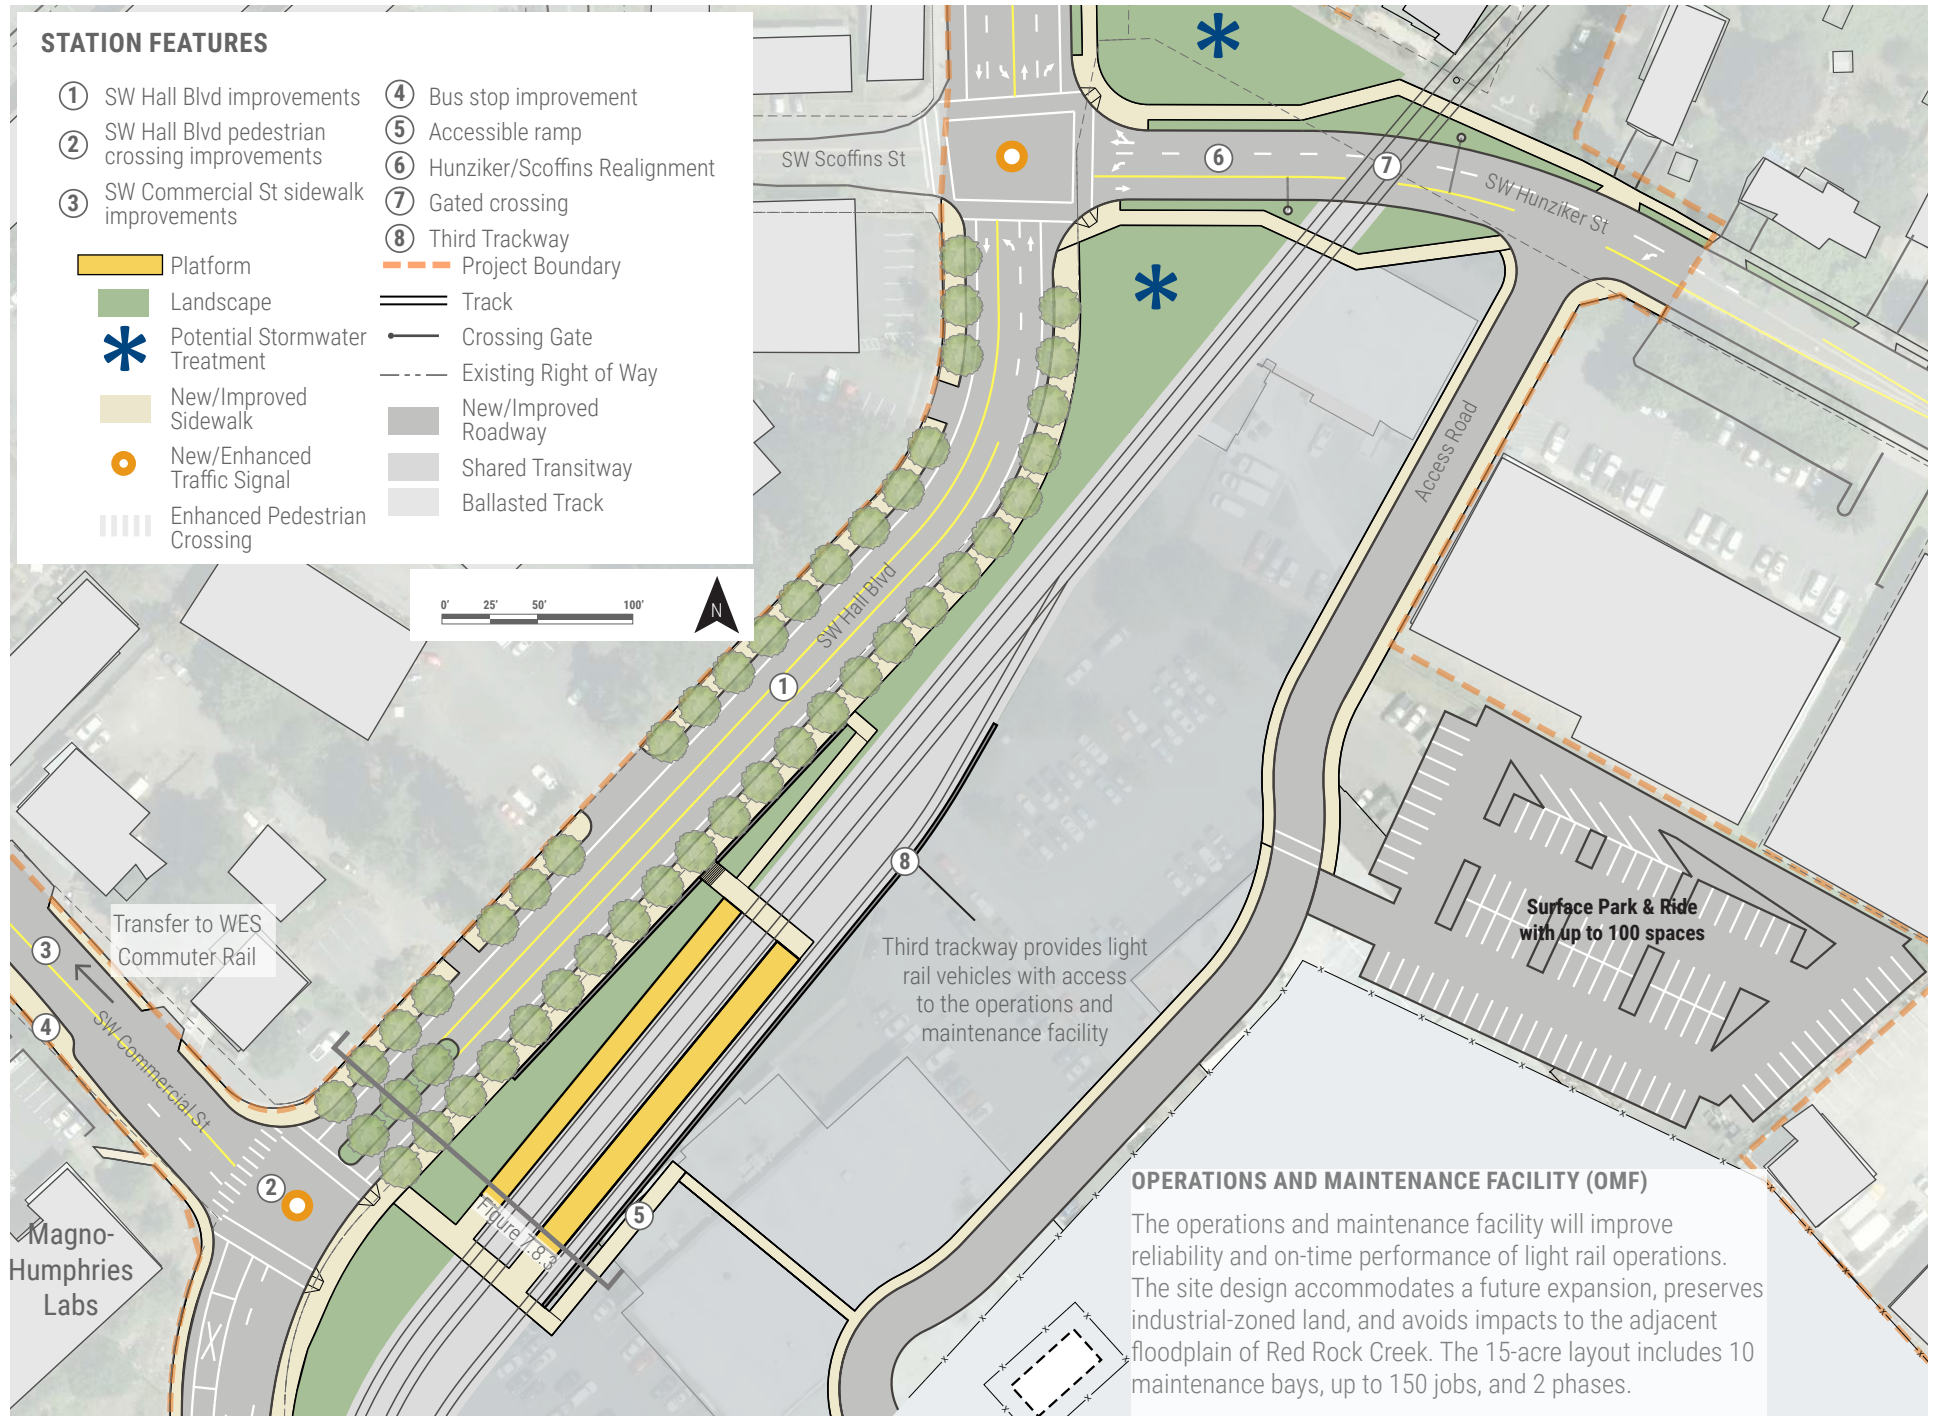 STATION FEATURES
1 SW Hall Blvd improvements
2 SW Hall Blvd pedestrian
crossing improvements
3 SW Commercial St sidewalk
improvements
4 Bus stop improvement
5 Accessible ramp
6 Hunziker/Scoffins Realignment
7 Gated crossing
8 Third Trackway
Platform
Landscape
Potential Stormwater
Treatment
New/Improved
Sidewalk
New/Enhanced
Traffic Signal
Enhanced Pedestrian
Crossing
Project Boundary
Track
Crossing Gate
Existing Right of Way
New/Improved
Roadway
Shared Transitway
Ballasted Track
0' 25' 50' 100'
N
SW Scoffins St
6
7
SW Hunziker St
Access Road
SW Hall Blvd
1
8
Third trackway provides light
rail vehicles with access
to the operations and
maintenance facility
Surface Park & Ride
with up to 100 spaces
Transfer to WES
Commuter Rail
3
4
SW Commercial St
2
5
Figure 7.8.3
Magno-
Humphries
Labs
OPERATIONS AND MAINTENANCE FACILITY (OMF)
The operations and maintenance facility will improve
reliability and on-time performance of light rail operations.
The site design accommodates a future expansion, preserves
industrial-zoned land, and avoids impacts to the adjacent
floodplain of Red Rock Creek. The 15-acre layout includes 10
maintenance bays, up to 150 jobs, and 2 phases.